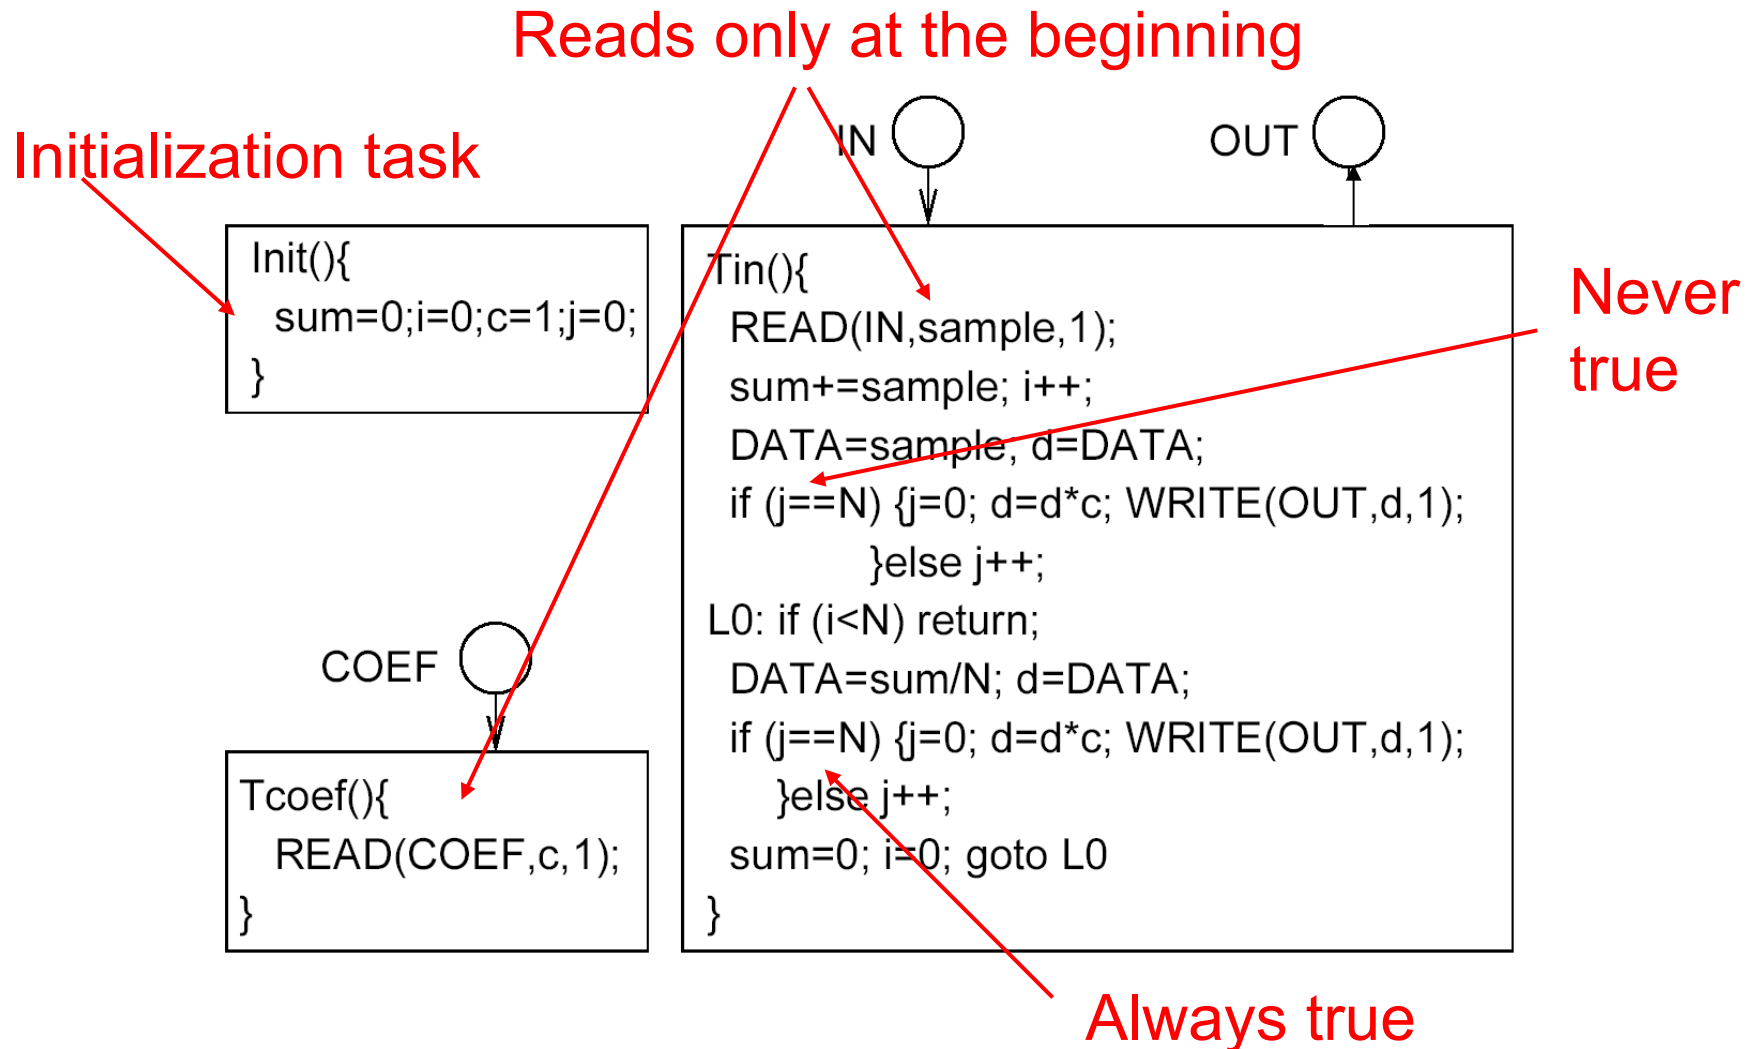 Reads only at the beginning
Initialization task
IN
OUT
Init(){
sum=0;i=0;c=1;j=0;
}
Tin(){
READ(IN,sample,1);
sum+=sample; i++;
DATA=sample; d=DATA;
if (j==N) {j=0; d=d*c; WRITE(OUT,d,1);
}else j++;
L0: if (i<N) return;
DATA=sum/N; d=DATA;
if (j==N) {j=0; d=d*c; WRITE(OUT,d,1);
}else j++;
sum=0; i=0; goto L0
}
Never
true
COEF
Tcoef(){
READ(COEF,c,1);
}
Always true